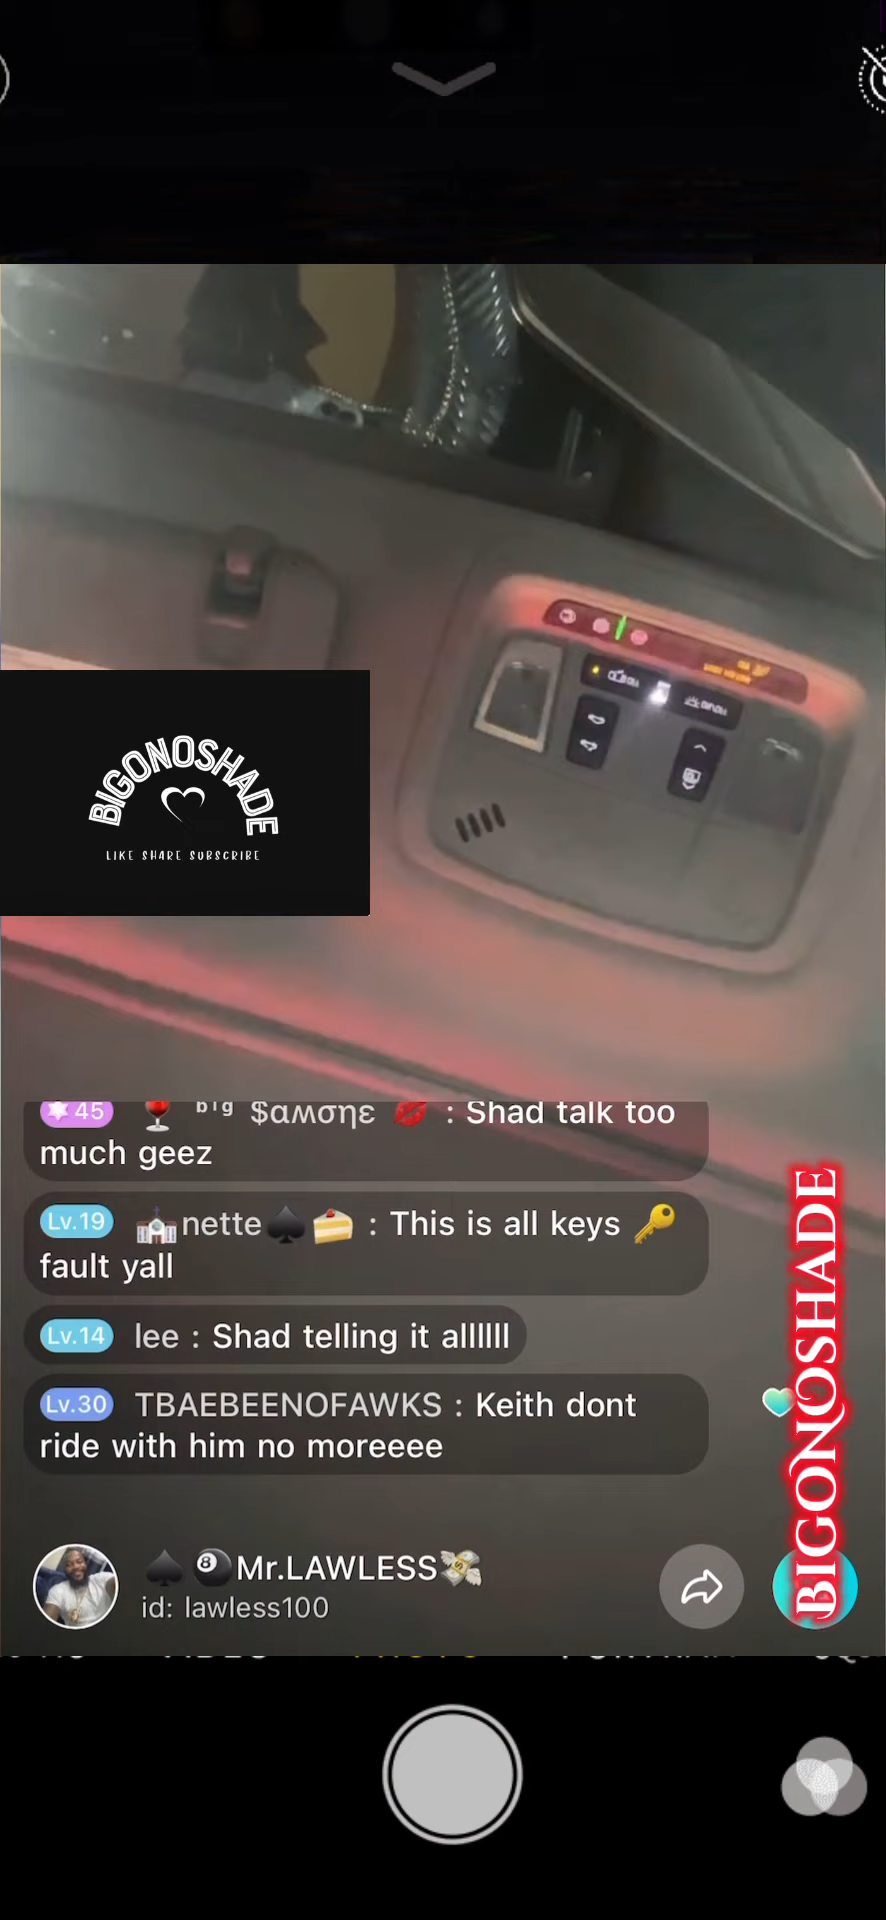 BIGONOSHADE
LIKE SHARE SUBSCRIBE
45 🍷 ᵇᴵᵍ $αмσηε 💋 : Shad talk too
much geez
Lv.19 ⛪nette♠️🍰 : This is all keys 🔑
fault yall
Lv.14 lee : Shad telling it allllll
Lv.30 TBAEBEENOFAWKS : Keith dont
ride with him no moreeee
♠️🎱Mr.LAWLESS💸
id: lawless100
BIGONOSHADE